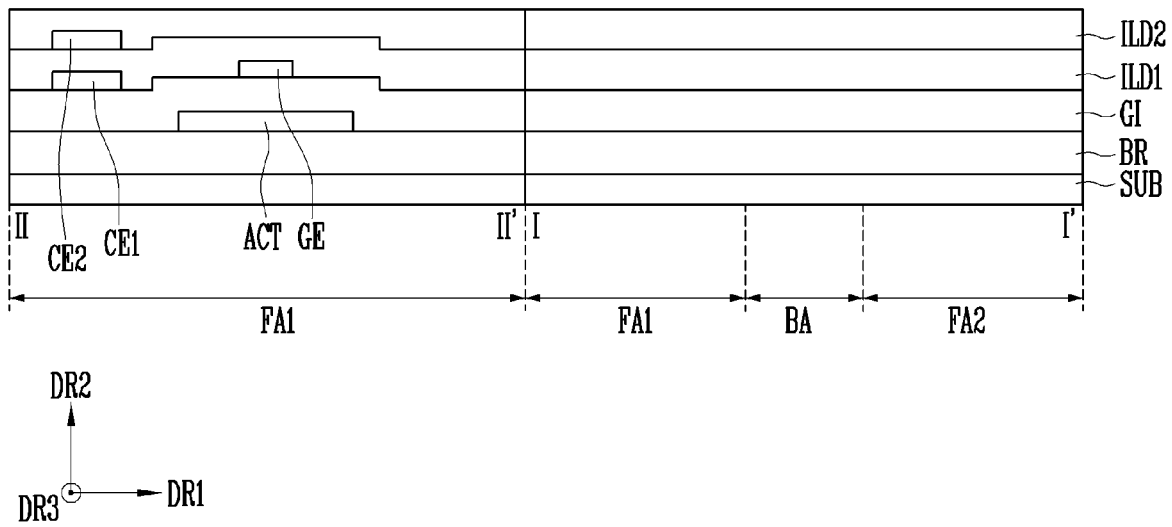 ILD2
ILD1
GI
BR
SUB
II II' I I'
CE2 CE1 ACT GE
FA1 FA1 BA FA2
DR2
DR3 DR1